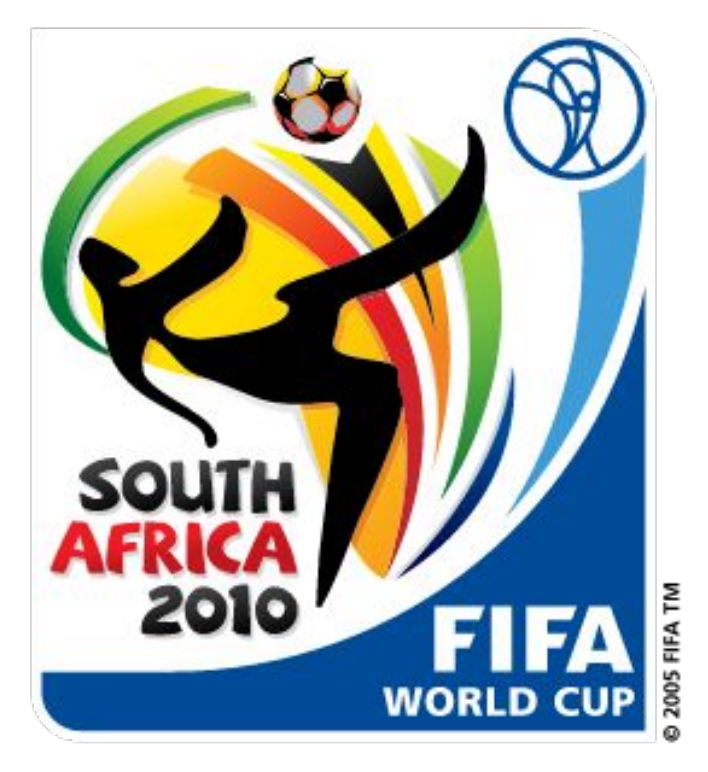 SOUTH
AFRICA
2010
FIFA
WORLD CUP
© 2005 FIFA TM